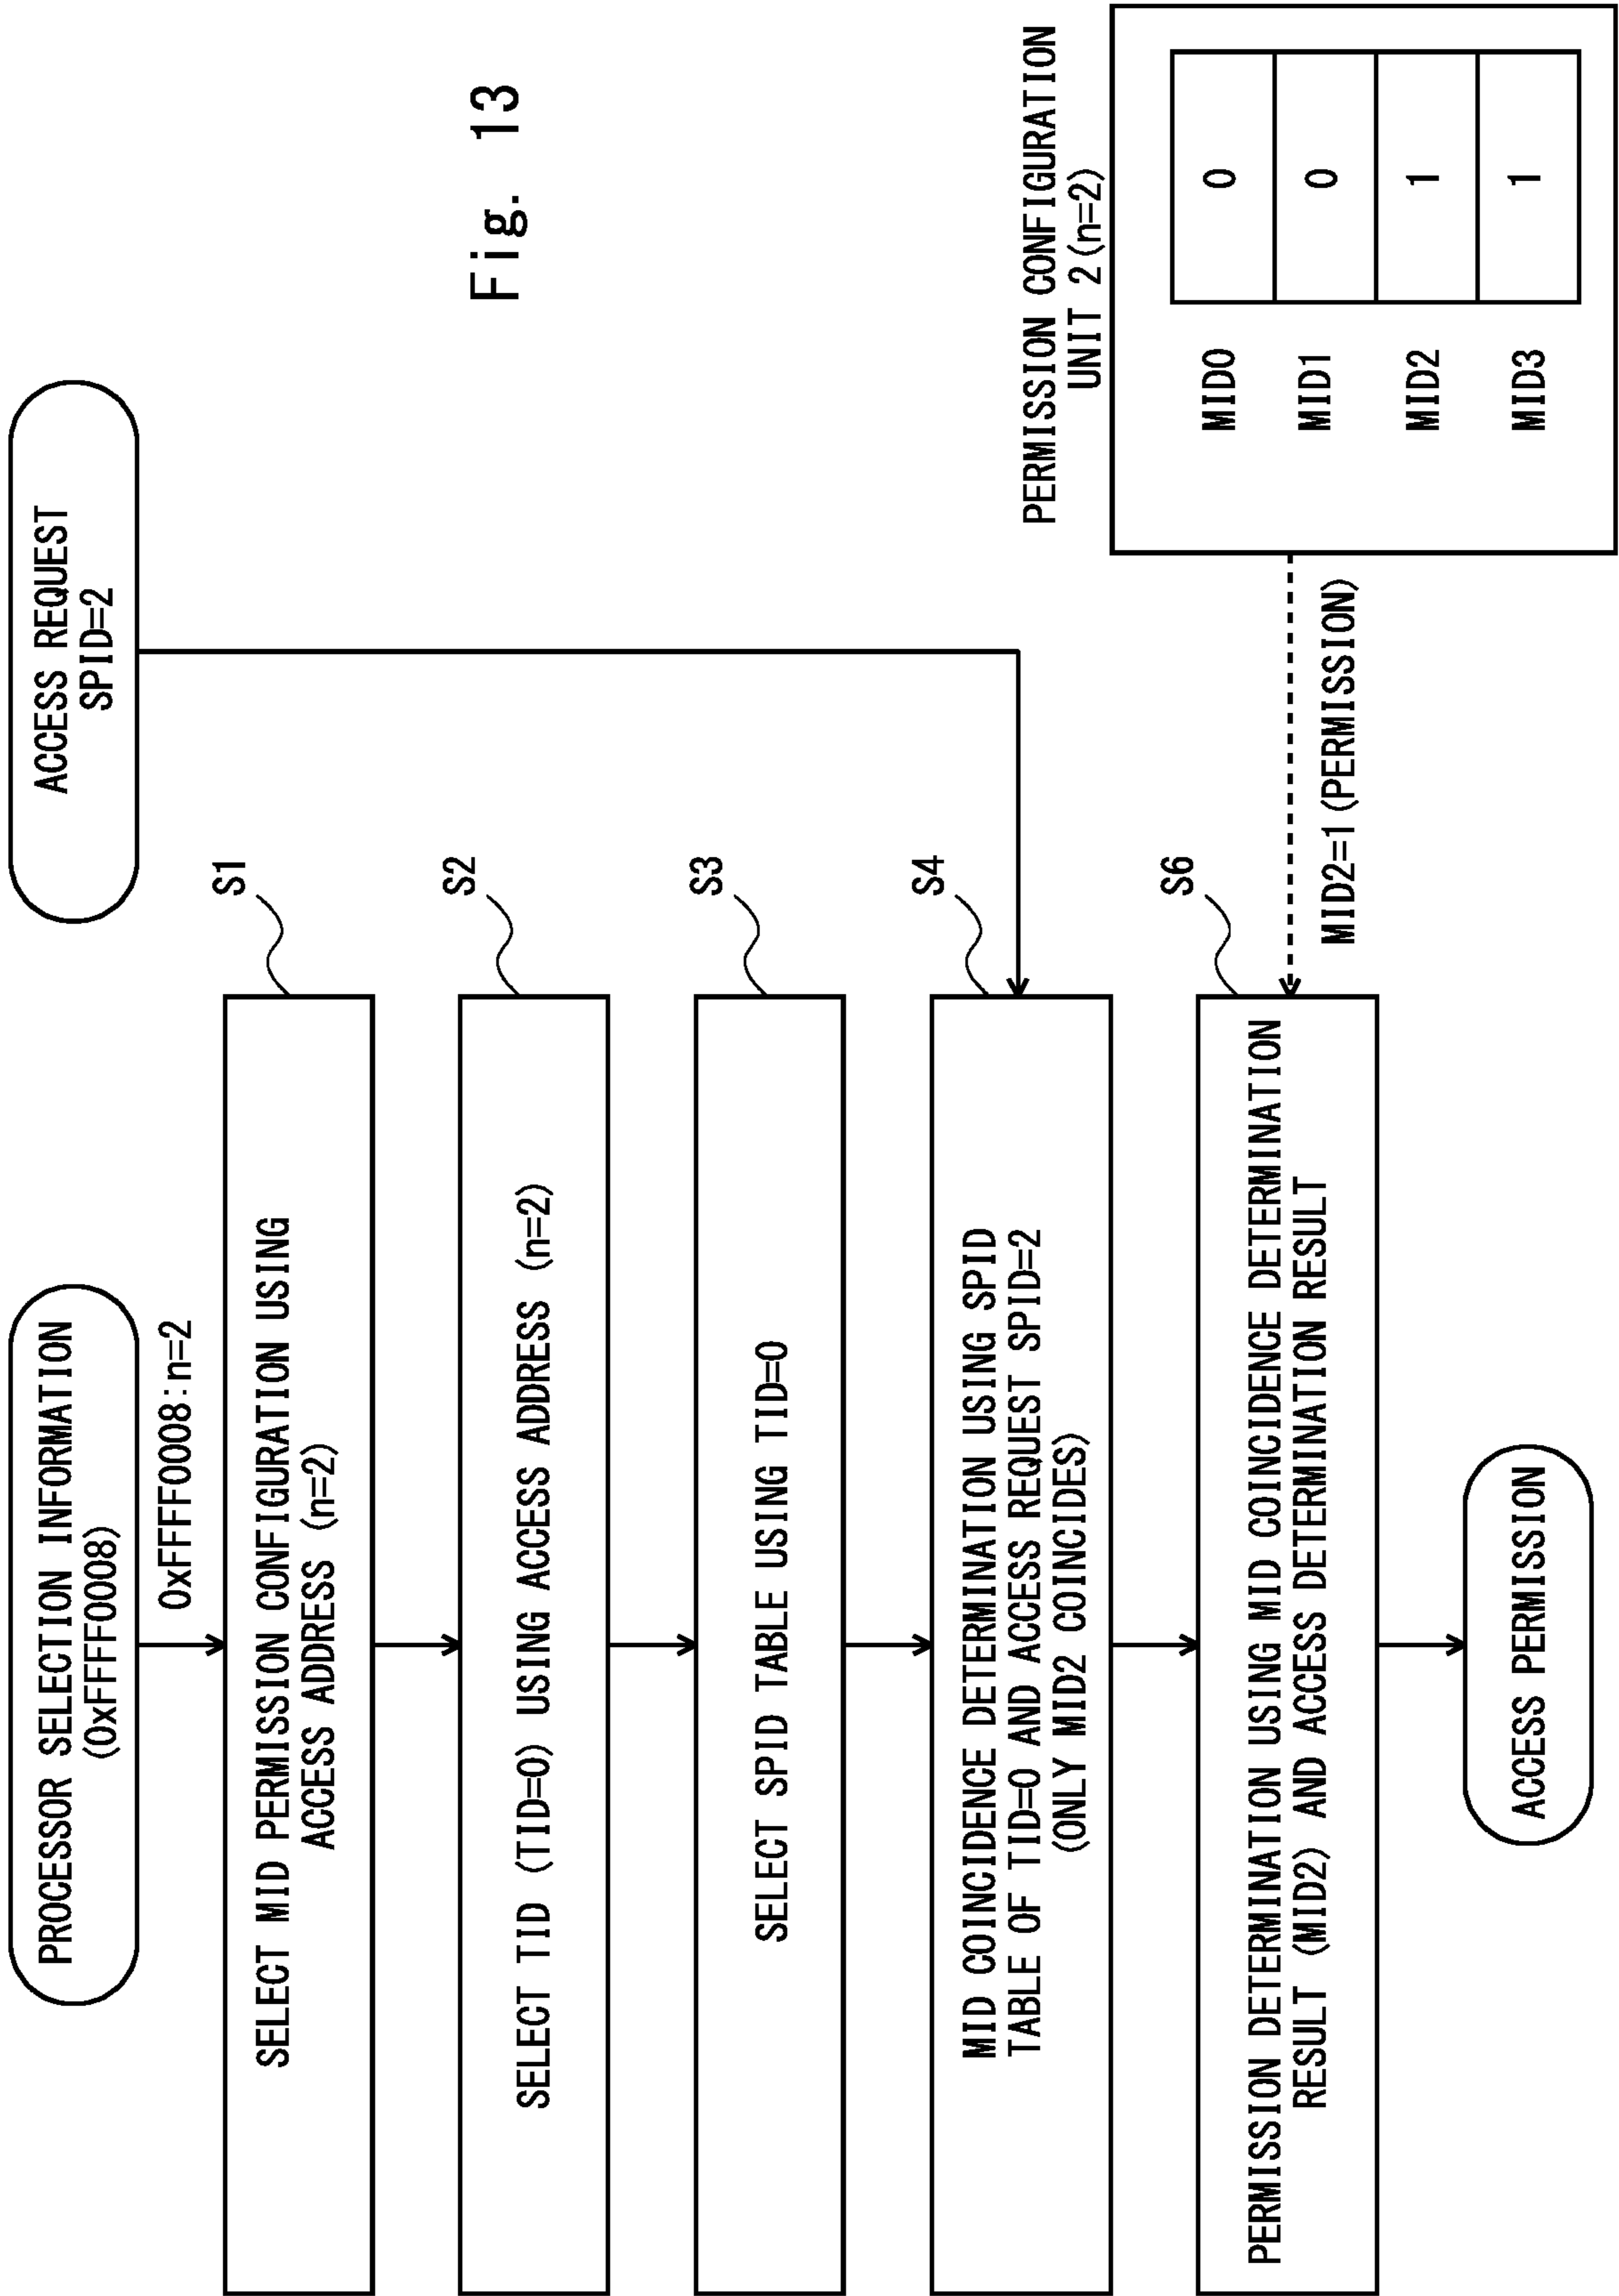 Fig. 13
PROCESSOR SELECTION INFORMATION
(0xFFFF0008)
ACCESS REQUEST
SPID=2
0xFFFF0008:n=2
S1
SELECT MID PERMISSION CONFIGURATION USING
ACCESS ADDRESS (n=2)
S2
SELECT TID (TID=0) USING ACCESS ADDRESS (n=2)
S3
SELECT SPID TABLE USING TID=0
S4
MID COINCIDENCE DETERMINATION USING SPID
TABLE OF TID=0 AND ACCESS REQUEST SPID=2
(ONLY MID2 COINCIDES)
S6
PERMISSION DETERMINATION USING MID COINCIDENCE DETERMINATION
RESULT (MID2) AND ACCESS DETERMINATION RESULT
MID2=1(PERMISSION)
PERMISSION CONFIGURATION
UNIT 2(n=2)
MID0 0
MID1 0
MID2 1
MID3 1
ACCESS PERMISSION